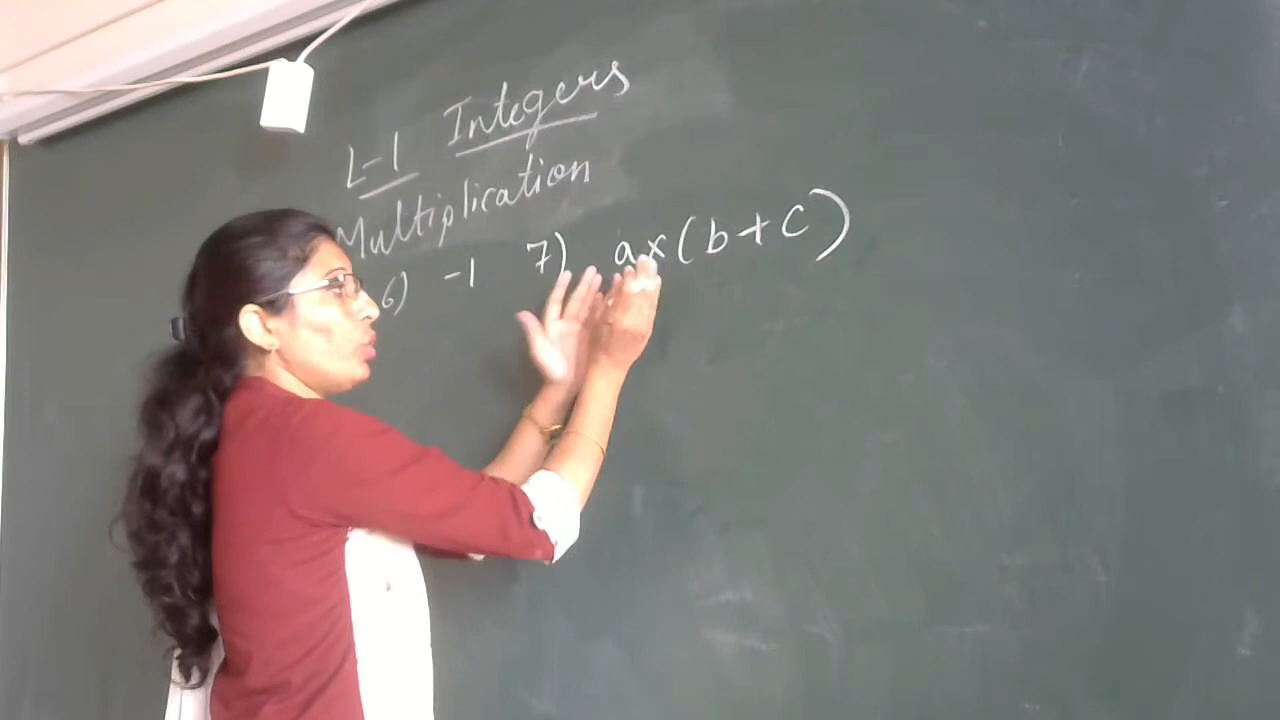 L-1 Integers
Multiplication
6) -1 7) a×(b+c)